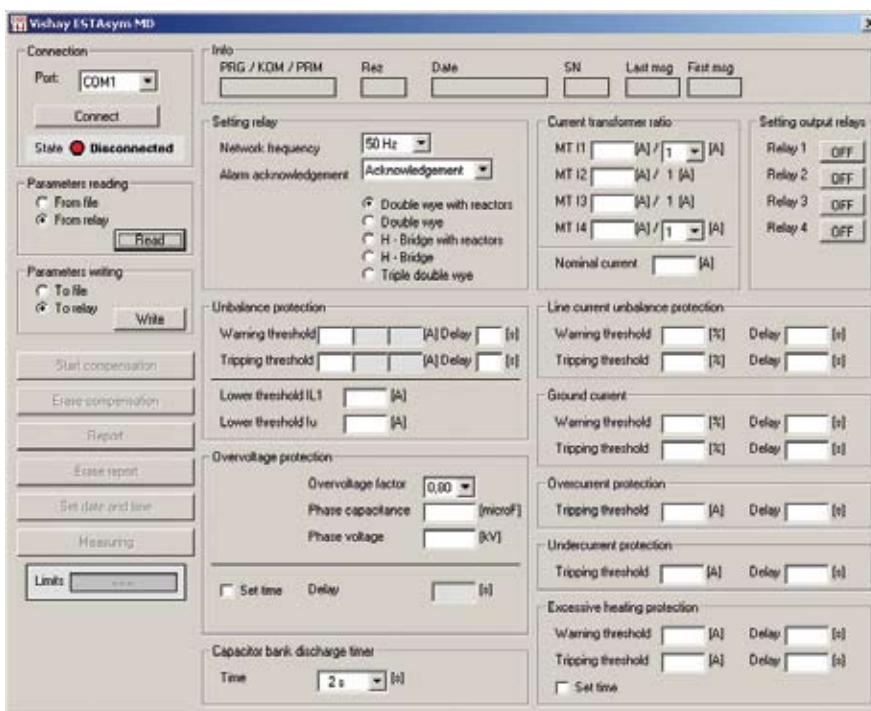 Vishay ESTAsym MD
Connection
Port: COM1
Connect
State Disconnected
Parameters reading
From file
From relay
Read
Parameters writing
To file
To relay
Write
Start compensation
Erase compensation
Report
Erase report
Set date and time
Measuring
Limits ---
Info
PRG / KOM / PRM Rez Date SN Last msg First msg
Setting relay
Network frequency 50 Hz
Alarm acknowledgement Acknowledgement
Double wye with reactors
Double wye
H - Bridge with reactors
H - Bridge
Triple double wye
Current transformer ratio
MT I1 [A] / 1 [A]
MT I2 [A] / 1 [A]
MT I3 [A] / 1 [A]
MT I4 [A] / 1 [A]
Nominal current [A]
Setting output relays
Relay 1 OFF
Relay 2 OFF
Relay 3 OFF
Relay 4 OFF
Unbalance protection
Warning threshold [A] Delay [s]
Tripping threshold [A] Delay [s]
Lower threshold IL1 [A]
Lower threshold Iu [A]
Overvoltage protection
Overvoltage factor 0,80
Phase capacitance [microF]
Phase voltage [kV]
Set time Delay [s]
Capacitor bank discharge timer
Time 2 s [s]
Line current unbalance protection
Warning threshold [%] Delay [s]
Tripping threshold [%] Delay [s]
Ground current
Warning threshold [%] Delay [s]
Tripping threshold [%] Delay [s]
Overcurrent protection
Tripping threshold [A] Delay [s]
Undercurrent protection
Tripping threshold [A] Delay [s]
Excessive heating protection
Warning threshold [A] Delay [s]
Tripping threshold [A] Delay [s]
Set time